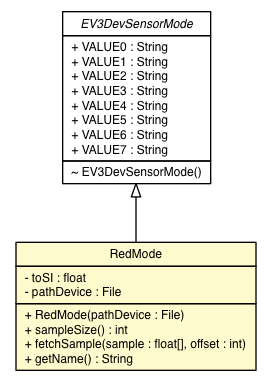 EV3DevSensorMode
+ VALUE0 : String
+ VALUE1 : String
+ VALUE2 : String
+ VALUE3 : String
+ VALUE4 : String
+ VALUE5 : String
+ VALUE6 : String
+ VALUE7 : String
~ EV3DevSensorMode()
RedMode
- toSI : float
- pathDevice : File
+ RedMode(pathDevice : File)
+ sampleSize() : int
+ fetchSample(sample : float[], offset : int)
+ getName() : String